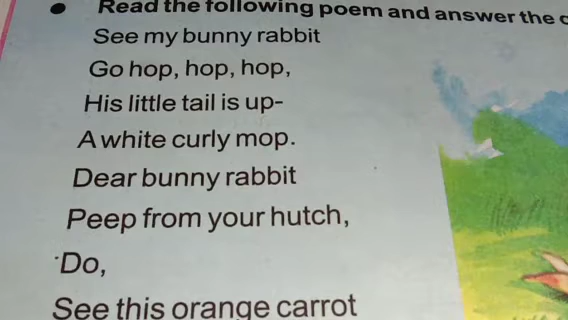 Read the following poem and answer the
See my bunny rabbit
Go hop, hop, hop,
His little tail is up-
A white curly mop.
Dear bunny rabbit
Peep from your hutch,
Do,
See this orange carrot